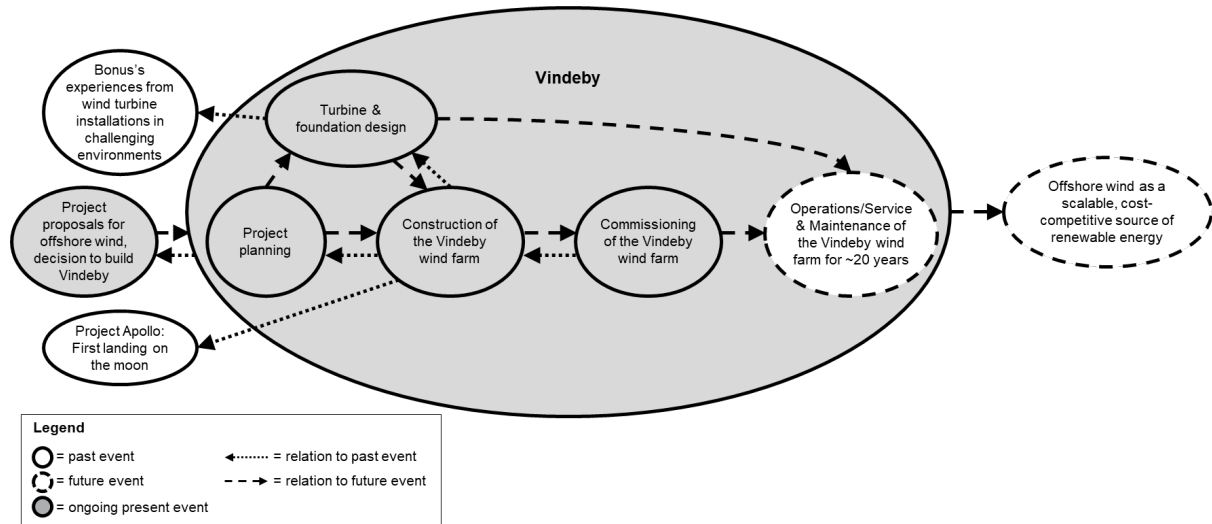 Vindeby
Bonus's
experiences from
wind turbine
installations in
challenging
environments
Turbine &
foundation design
Project
proposals for
offshore wind,
decision to build
Vindeby
Project
planning
Construction of
the Vindeby
wind farm
Commissioning
of the Vindeby
wind farm
Operations/Service
& Maintenance of
the Vindeby wind
farm for ~20 years
Offshore wind as a
scalable, cost-
competitive source of
renewable energy
Project Apollo:
First landing on
the moon
Legend
= past event
= relation to past event
= future event
= relation to future event
= ongoing present event